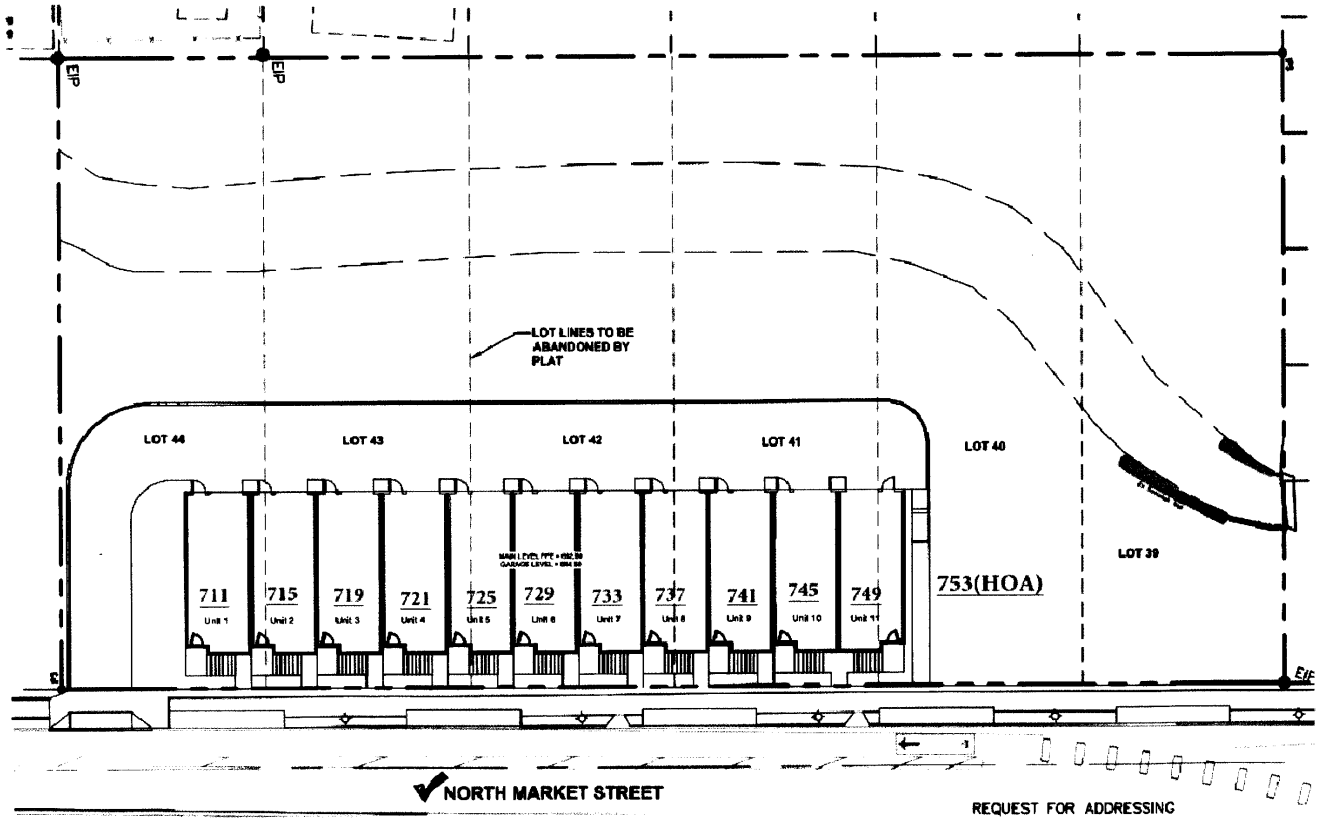 EIP
EIP
LOT LINES TO BE
ABANDONED BY
PLAT
LOT 44
LOT 43
LOT 42
LOT 41
LOT 40
LOT 39
753(HOA)
711
715
719
721
725
729
733
737
741
745
749
Unit 1
Unit 2
Unit 3
Unit 4
Unit 5
Unit 6
Unit 7
Unit 8
Unit 9
Unit 10
Unit 11
EIP
NORTH MARKET STREET
REQUEST FOR ADDRESSING